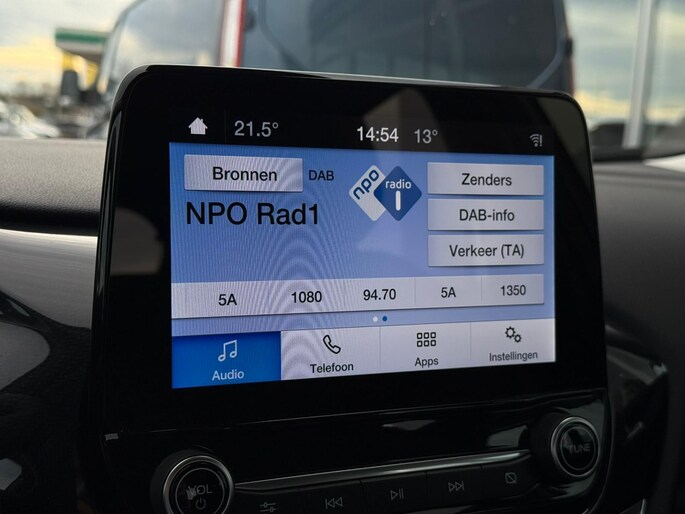 21.5°
14:54
13°
Bronnen
DAB
npo
radio
1
Zenders
NPO Rad1
DAB-info
Verkeer (TA)
5A
1080
94.70
5A
1350
Audio
Telefoon
Apps
Instellingen
VOL
TUNE